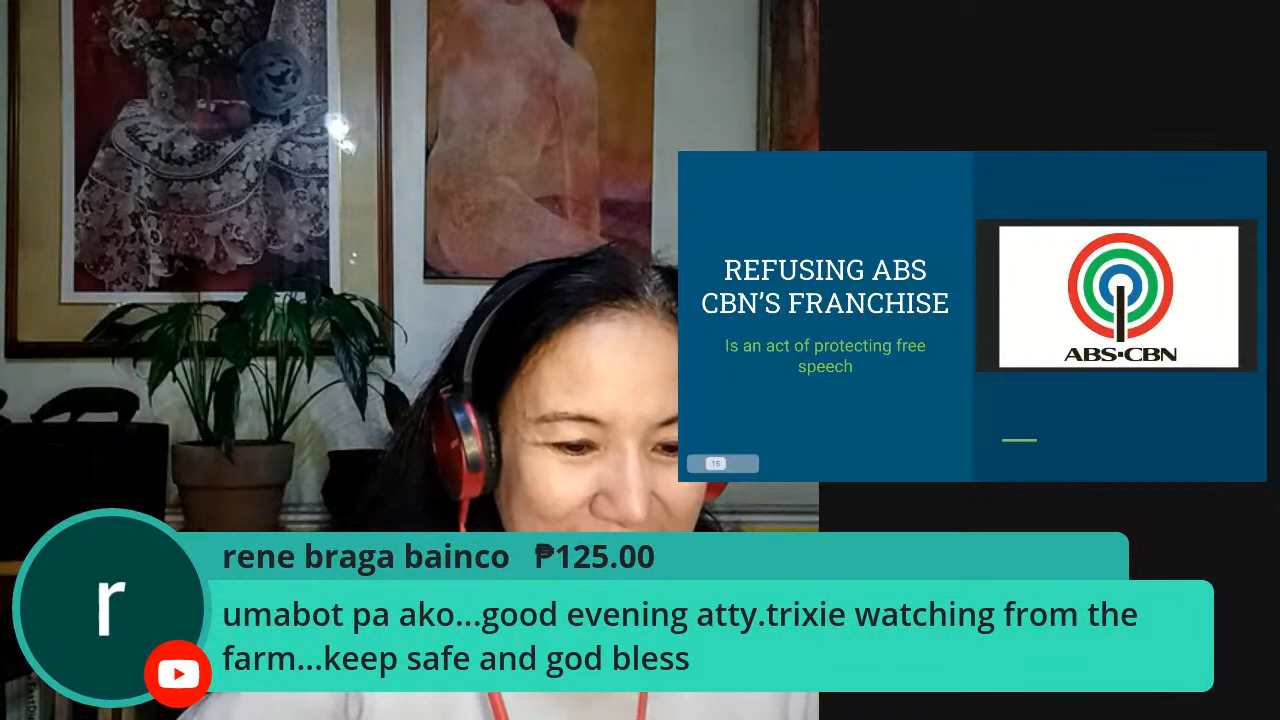 REFUSING ABS
CBN'S FRANCHISE
Is an act of protecting free
speech
ABS•CBN
15
r
rene braga bainco ₱125.00
umabot pa ako...good evening atty.trixie watching from the
farm...keep safe and god bless